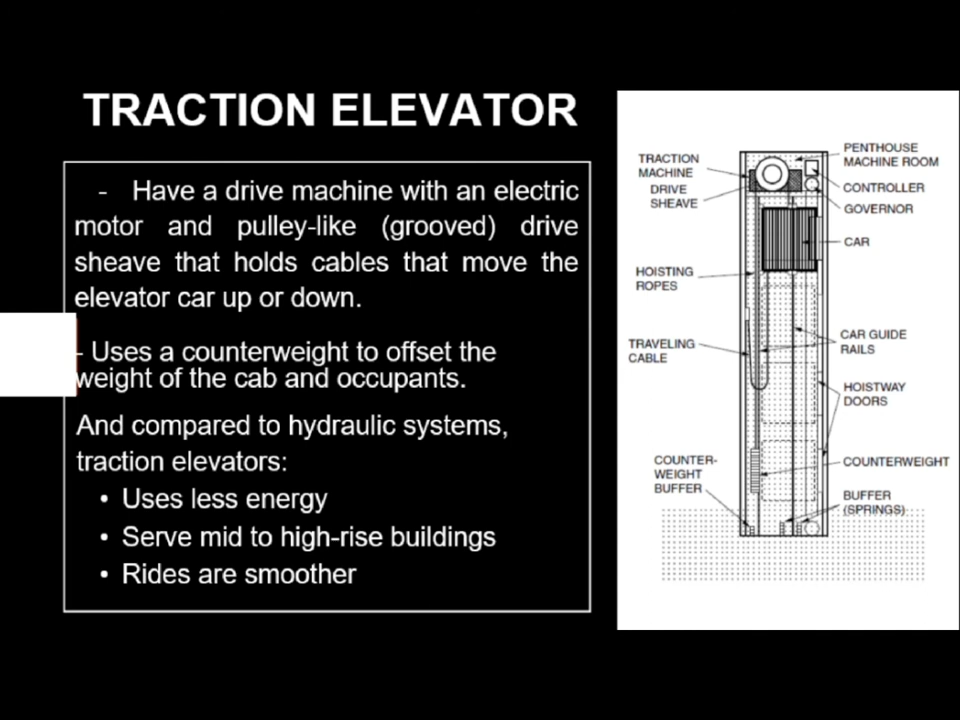 TRACTION ELEVATOR
- Have a drive machine with an electric
motor and pulley-like (grooved) drive
sheave that holds cables that move the
elevator car up or down.
- Uses a counterweight to offset the
weight of the cab and occupants.
And compared to hydraulic systems,
traction elevators:
• Uses less energy
• Serve mid to high-rise buildings
• Rides are smoother
TRACTION
MACHINE
DRIVE
SHEAVE
HOISTING
ROPES
TRAVELING
CABLE
COUNTER-
WEIGHT
BUFFER
PENTHOUSE
MACHINE ROOM
CONTROLLER
GOVERNOR
CAR
CAR GUIDE
RAILS
HOISTWAY
DOORS
COUNTERWEIGHT
BUFFER
(SPRINGS)